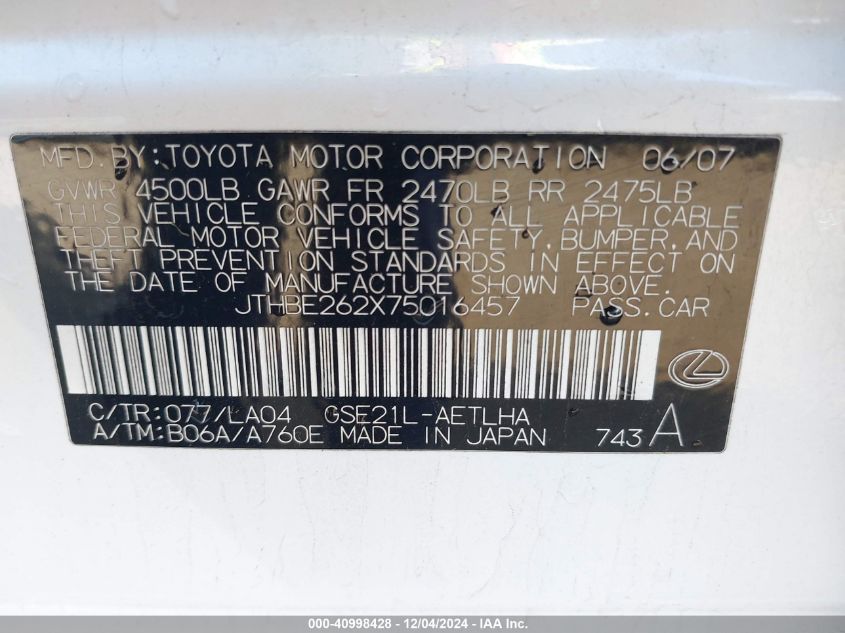 MFD. BY: TOYOTA MOTOR CORPORATION 06/07
GVWR 4500LB GAWR FR 2470LB RR 2475LB
THIS VEHICLE CONFORMS TO ALL APPLICABLE
FEDERAL MOTOR VEHICLE SAFETY, BUMPER, AND
THEFT PREVENTION STANDARDS IN EFFECT ON
THE DATE OF MANUFACTURE SHOWN ABOVE.
JTHBE262X75016457 PASS. CAR
C/TR: 077/LA04 GSE21L-AETLHA
A/TM: B06A/A760E MADE IN JAPAN 743 A
000-40998428 - 12/04/2024 - IAA Inc.